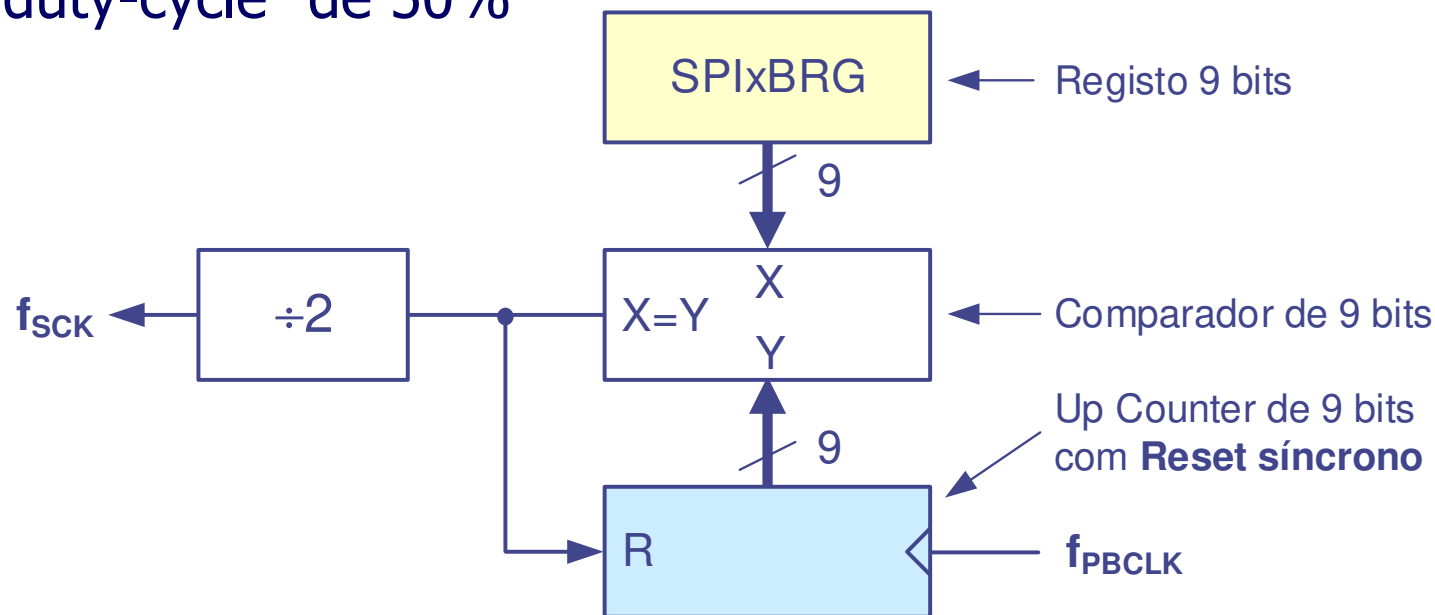 duty-cycle" de 50%
SPIxBRG
Registo 9 bits
9
X
X=Y
Y
÷2
fSCK
Comparador de 9 bits
9
Up Counter de 9 bits
com Reset síncrono
R
fPBCLK